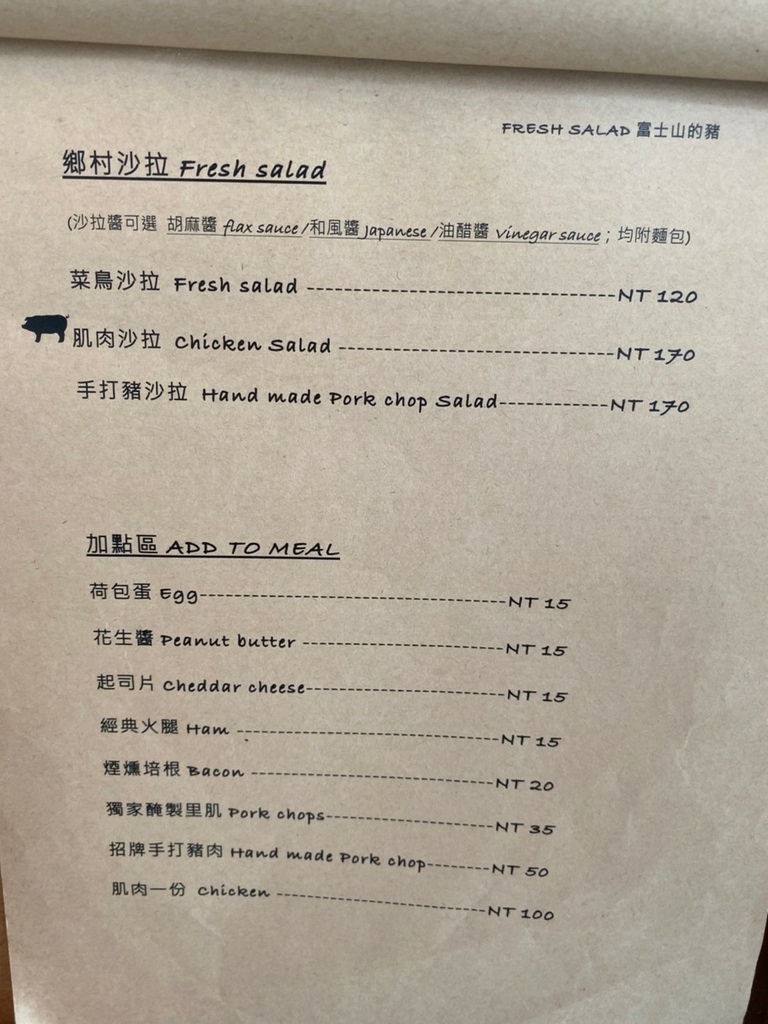 FRESH SALAD 富士山的豬
鄉村沙拉 Fresh salad
(沙拉醬可選 胡麻醬 flax sauce /和風醬 Japanese /油醋醬 vinegar sauce ; 均附麵包)
菜鳥沙拉 Fresh salad -------------------------------NT 120
肌肉沙拉 Chicken Salad ----------------------------NT 170
手打豬沙拉 Hand made Pork chop Salad-----------NT 170
加點區 ADD TO MEAL
荷包蛋 Egg-----------------------------------NT 15
花生醬 Peanut butter -----------------------NT 15
起司片 Cheddar cheese----------------------NT 15
經典火腿 Ham ------------------------------NT 15
煙燻培根 Bacon ----------------------------NT 20
獨家醃製里肌 Pork chops-------------------NT 35
招牌手打豬肉 Hand made Pork chop-------NT 50
肌肉一份 Chicken -------------------------NT 100